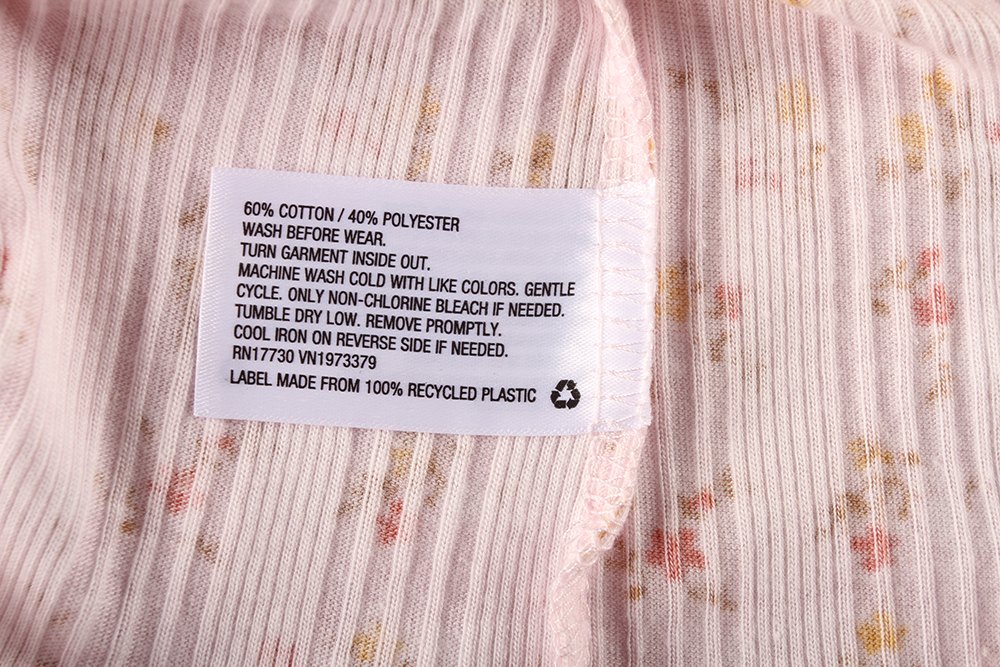 60% COTTON / 40% POLYESTER
WASH BEFORE WEAR.
TURN GARMENT INSIDE OUT.
MACHINE WASH COLD WITH LIKE COLORS. GENTLE
CYCLE. ONLY NON-CHLORINE BLEACH IF NEEDED.
TUMBLE DRY LOW. REMOVE PROMPTLY.
COOL IRON ON REVERSE SIDE IF NEEDED.
RN17730 VN1973379
LABEL MADE FROM 100% RECYCLED PLASTIC